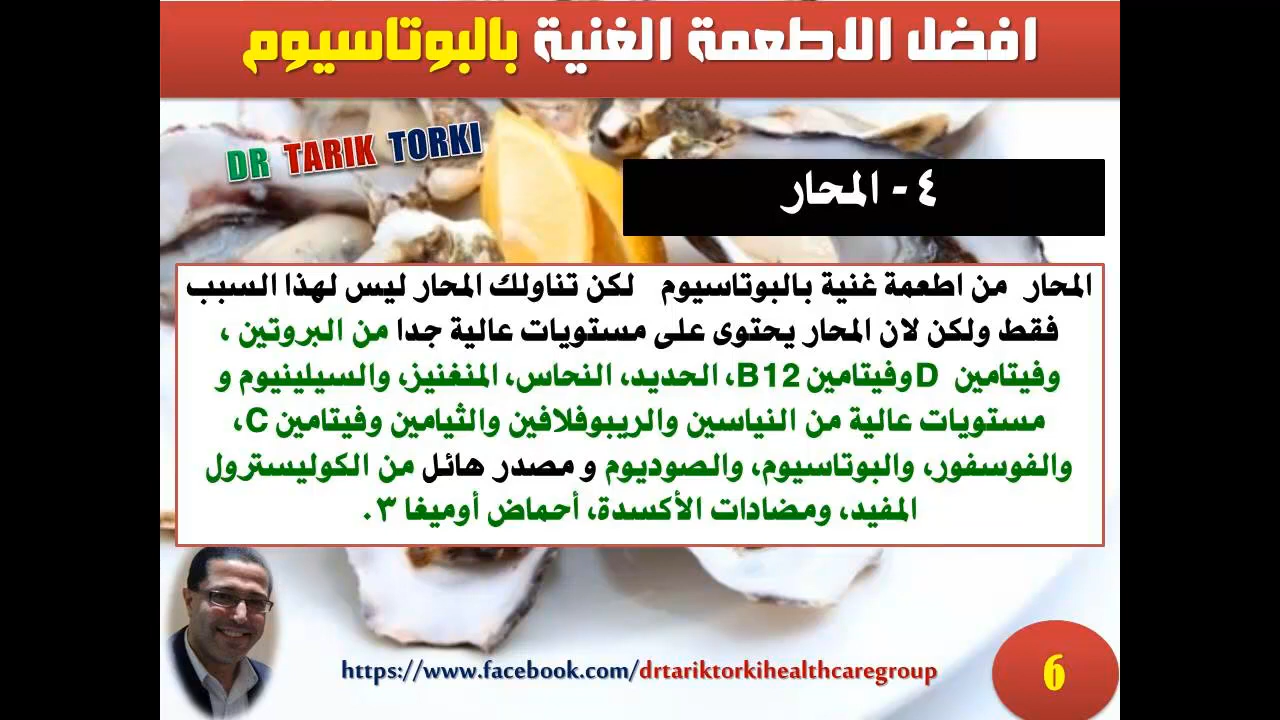 افضل الاطعمة الغنية بالبوتاسيوم
DR TARIK TORKI
٤ - المحار
المحار من اطعمة غنية بالبوتاسيوم لكن تناولك المحار ليس لهذا السبب
فقط ولكن لان المحار يحتوى على مستويات عالية جدا من البروتين ،
وفيتامين D وفيتامين B12، الحديد، النحاس، المنغنيز، والسيلينيوم و
مستويات عالية من النياسين والريبوفلافين والثيامين وفيتامين C،
والفوسفور، والبوتاسيوم، والصوديوم و مصدر هائل من الكوليسترول
المفيد، ومضادات الأكسدة، أحماض أوميغا ٣.
https://www.facebook.com/drtariktorkihealthcaregroup
6